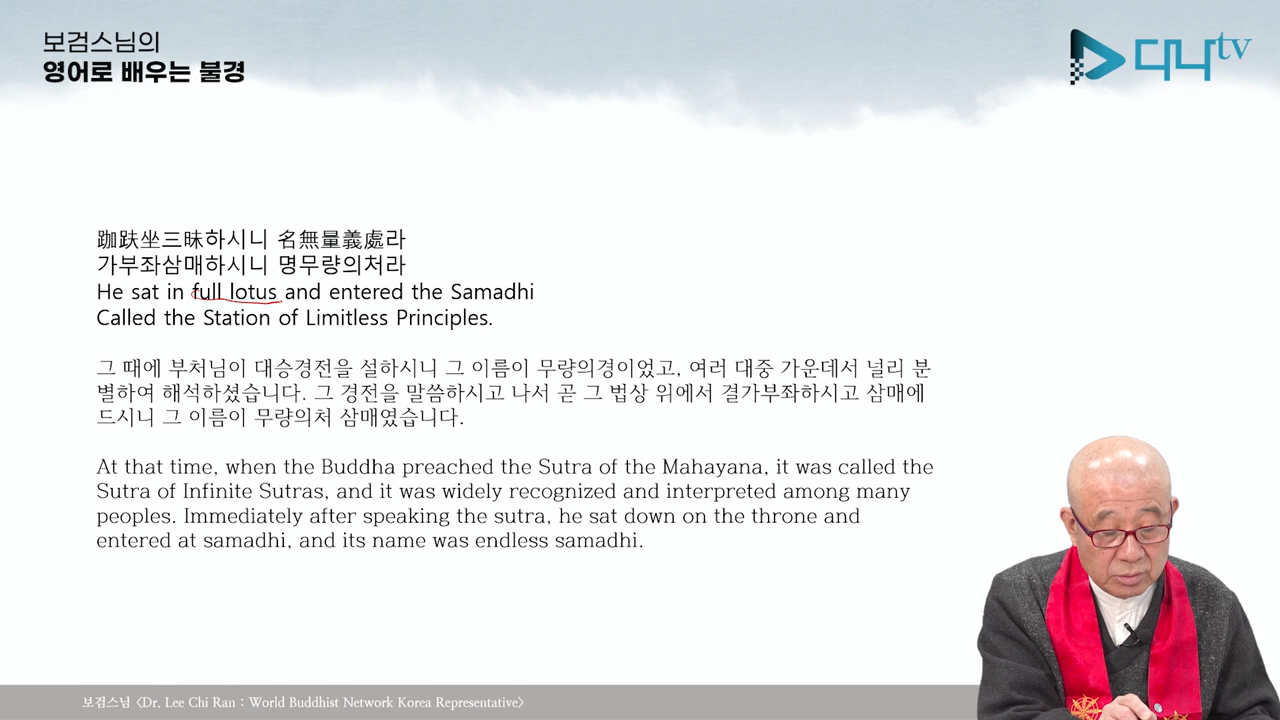 보검스님의
영어로 배우는 불경
디나tv
跏趺坐三昧하시니 名無量義處라
가부좌삼매하시니 명무량의처라
He sat in full lotus and entered the Samadhi
Called the Station of Limitless Principles.
그 때에 부처님이 대승경전을 설하시니 그 이름이 무량의경이었고, 여러 대중 가운데서 널리 분
별하여 해석하셨습니다. 그 경전을 말씀하시고 나서 곧 그 법상 위에서 결가부좌하시고 삼매에
드시니 그 이름이 무량의처 삼매였습니다.
At that time, when the Buddha preached the Sutra of the Mahayana, it was called the
Sutra of Infinite Sutras, and it was widely recognized and interpreted among many
peoples. Immediately after speaking the sutra, he sat down on the throne and
entered at samadhi, and its name was endless samadhi.
보검스님 <Dr. Lee Chi Ran : World Buddhist Network Korea Representative>